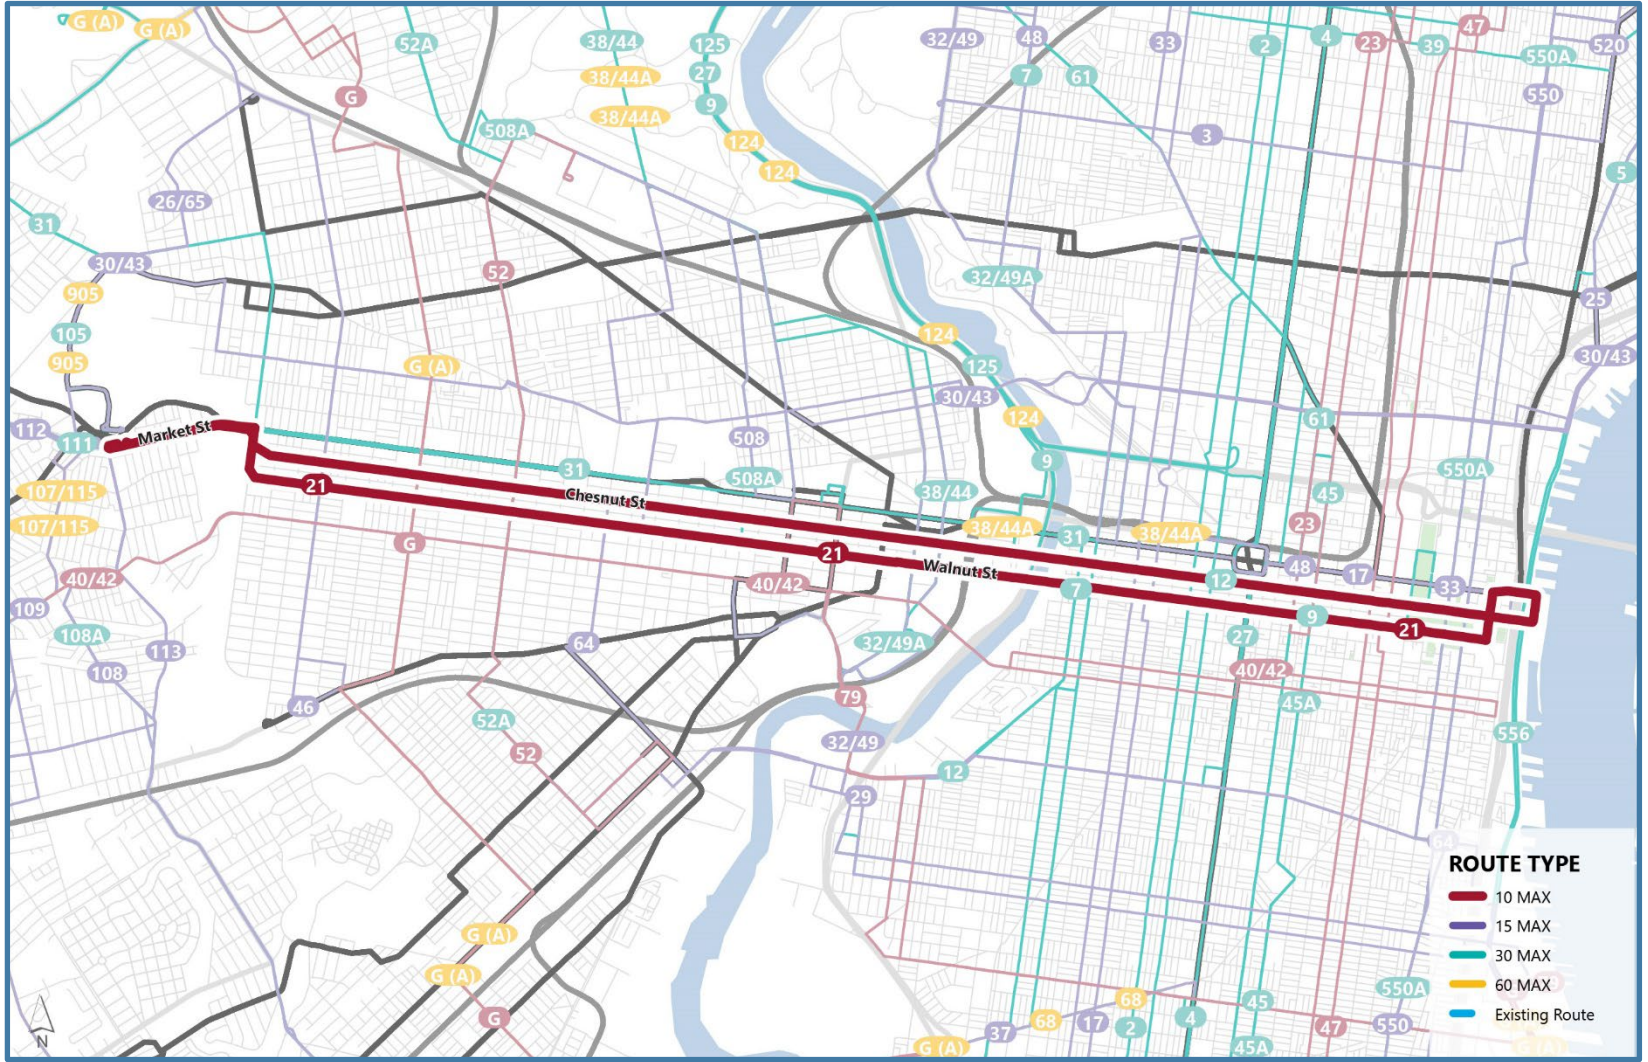 G (A)
G (A)
52A
38/44
125
32/49
48
33
2
4
23
39
47
550A
520
38/44A
27
7
61
G
9
550
38/44A
508A
124
3
124
5
26/65
31
30/43
52
32/49A
905
25
105
124
905
G (A)
125
30/43
30/43
124
61
112
111
Market St
508
9
31
550A
107/115
508A
38/44
45
Chesnut St
21
107/115
38/44A
31
38/44A
23
G
21
Walnut St
48
17
40/42
40/42
7
12
33
109
9
21
108A
64
32/49A
27
113
40/42
108
79
45A
46
52A
556
32/49
52
12
29
64
ROUTE TYPE
10 MAX
15 MAX
30 MAX
60 MAX
Existing Route
G (A)
G (A)
550A
68
45
G
68
4
37
17
2
47
550
N
G (A)
45A
G (A)